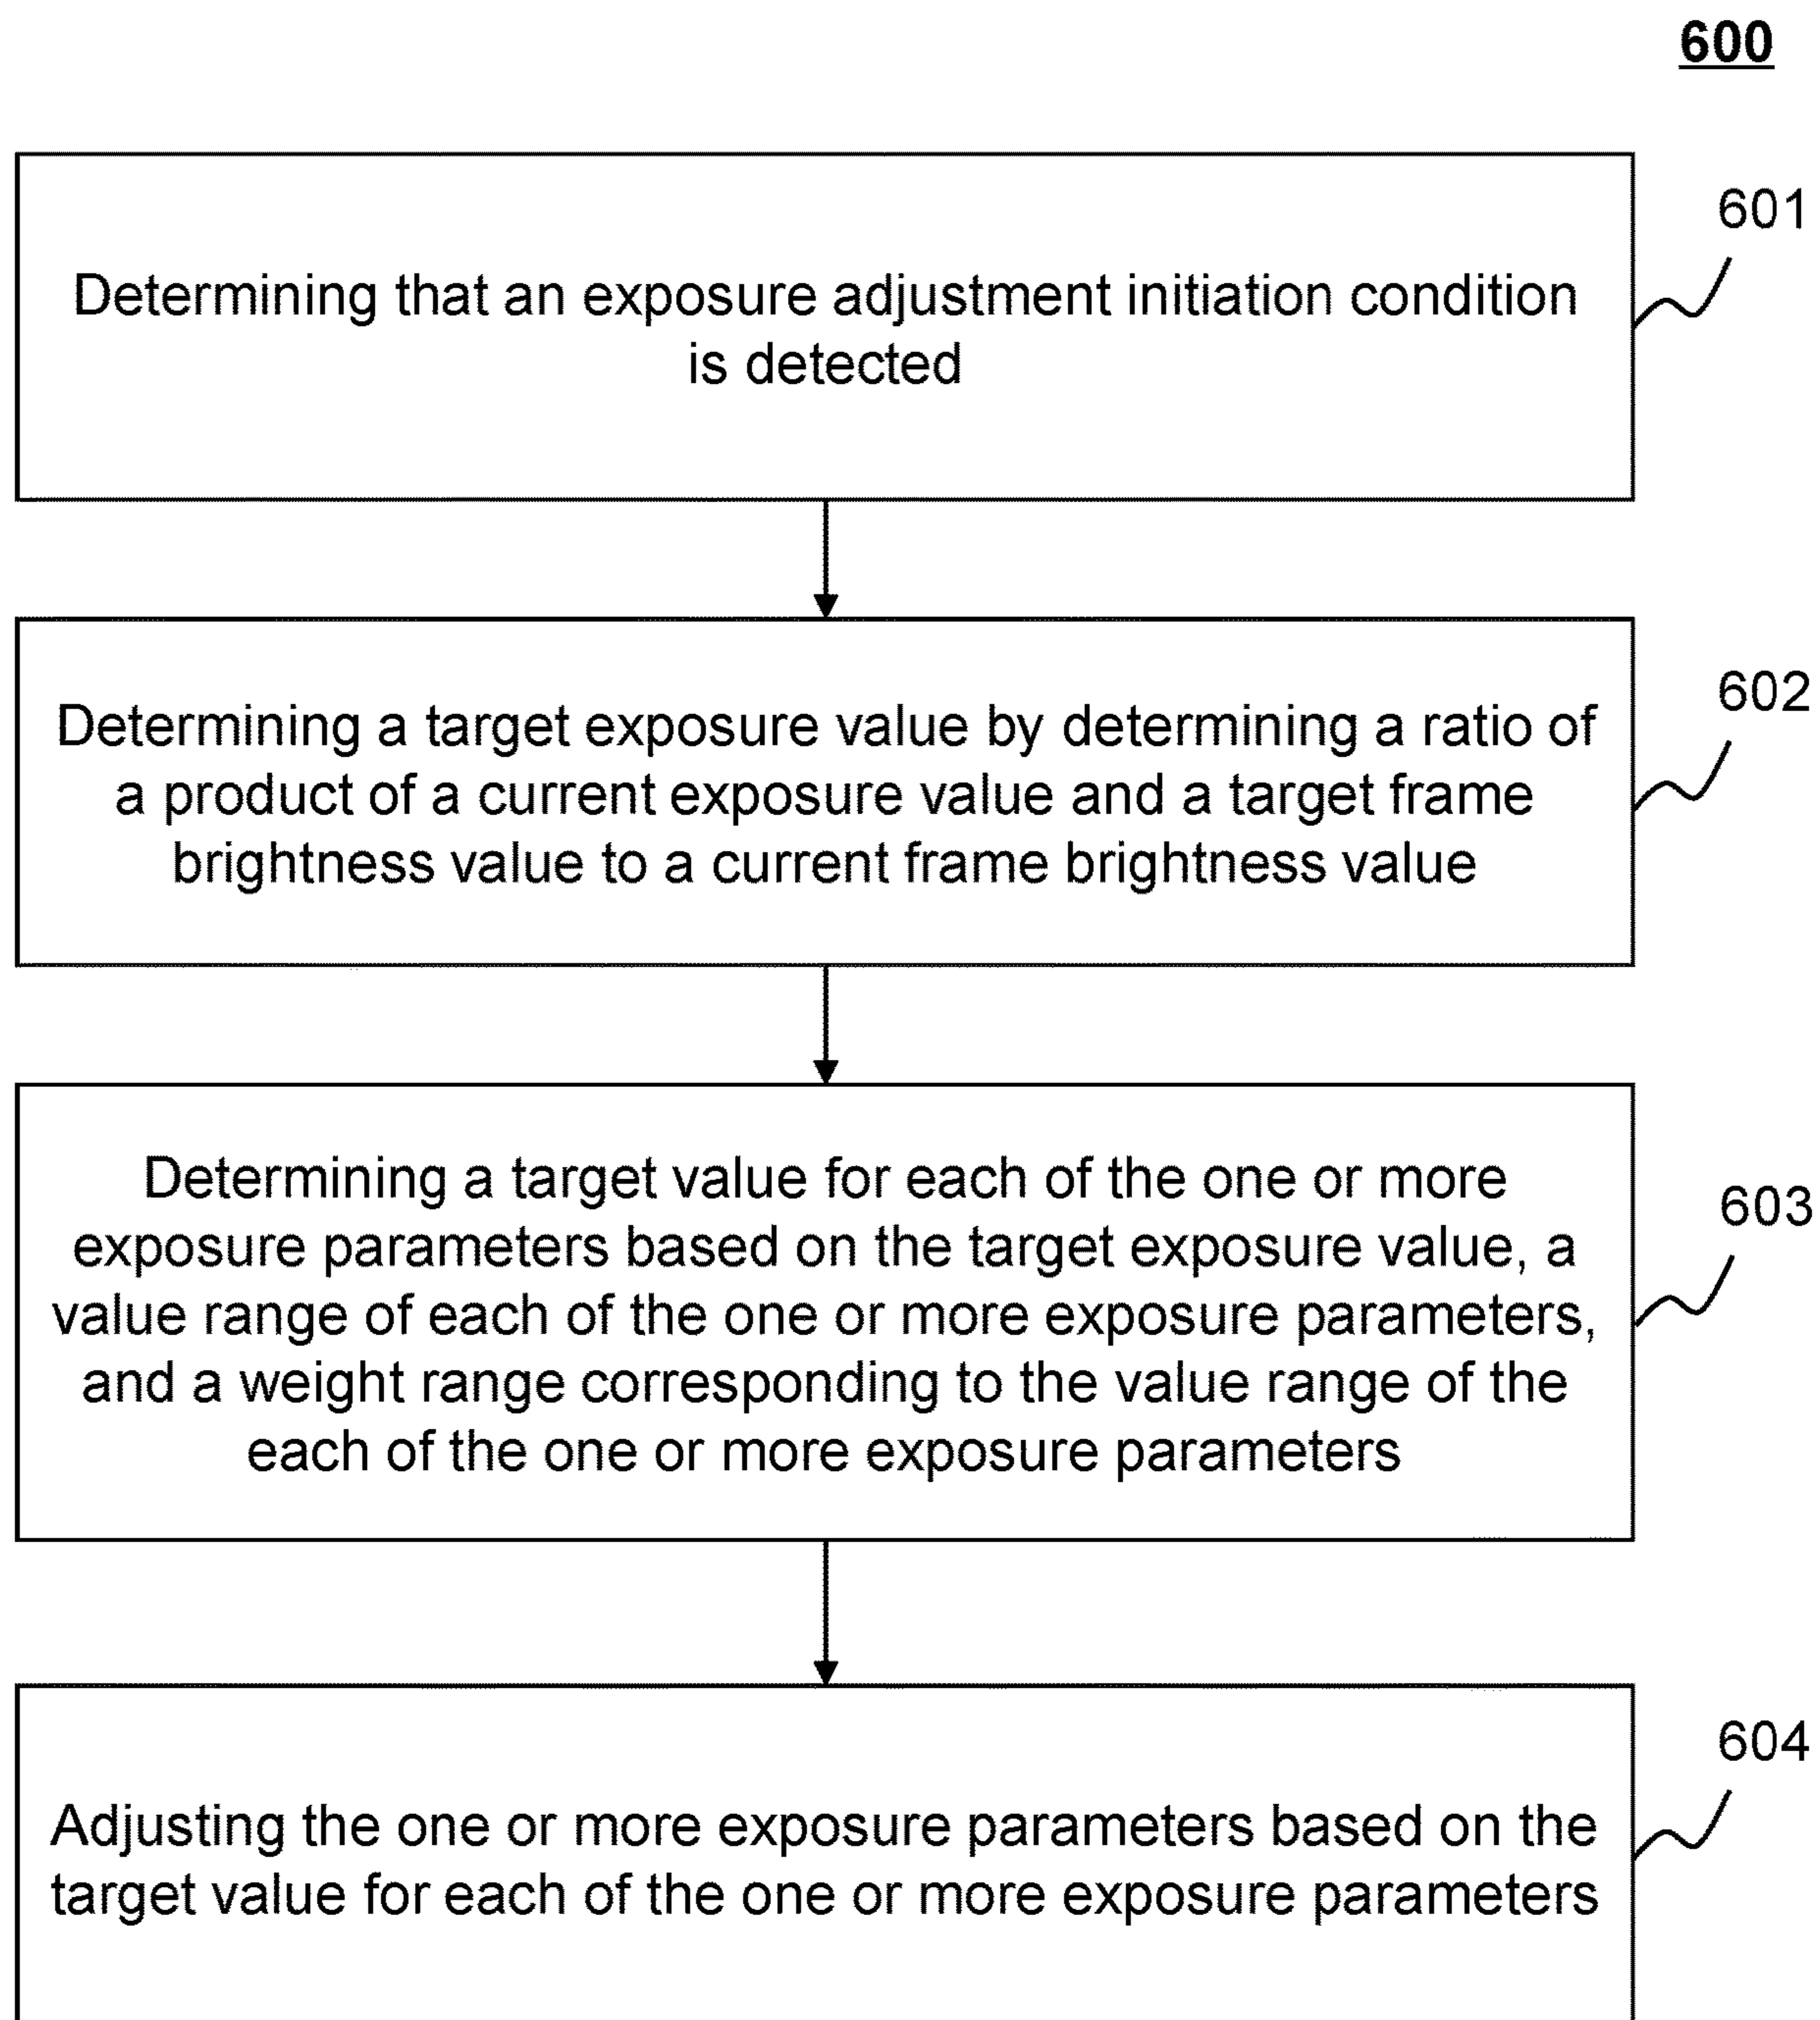 600
Determining that an exposure adjustment initiation condition
is detected
601
Determining a target exposure value by determining a ratio of
a product of a current exposure value and a target frame
brightness value to a current frame brightness value
602
Determining a target value for each of the one or more
exposure parameters based on the target exposure value, a
value range of each of the one or more exposure parameters,
and a weight range corresponding to the value range of the
each of the one or more exposure parameters
603
Adjusting the one or more exposure parameters based on the
target value for each of the one or more exposure parameters
604